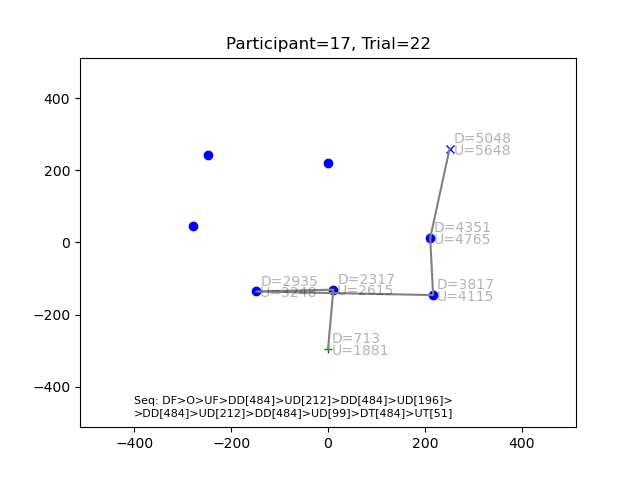 Participant=17, Trial=22
400
200
0
−200
−400
D=5048
U=5648
D=4351
U=4765
D=2935
U=3248
D=2317
U=2615
D=3817
U=4115
D=713
U=1881
Seq: DF>O>UF>DD[484]>UD[212]>DD[484]>UD[196]>
>DD[484]>UD[212]>DD[484]>UD[99]>DT[484]>UT[51]
−400
−200
0
200
400